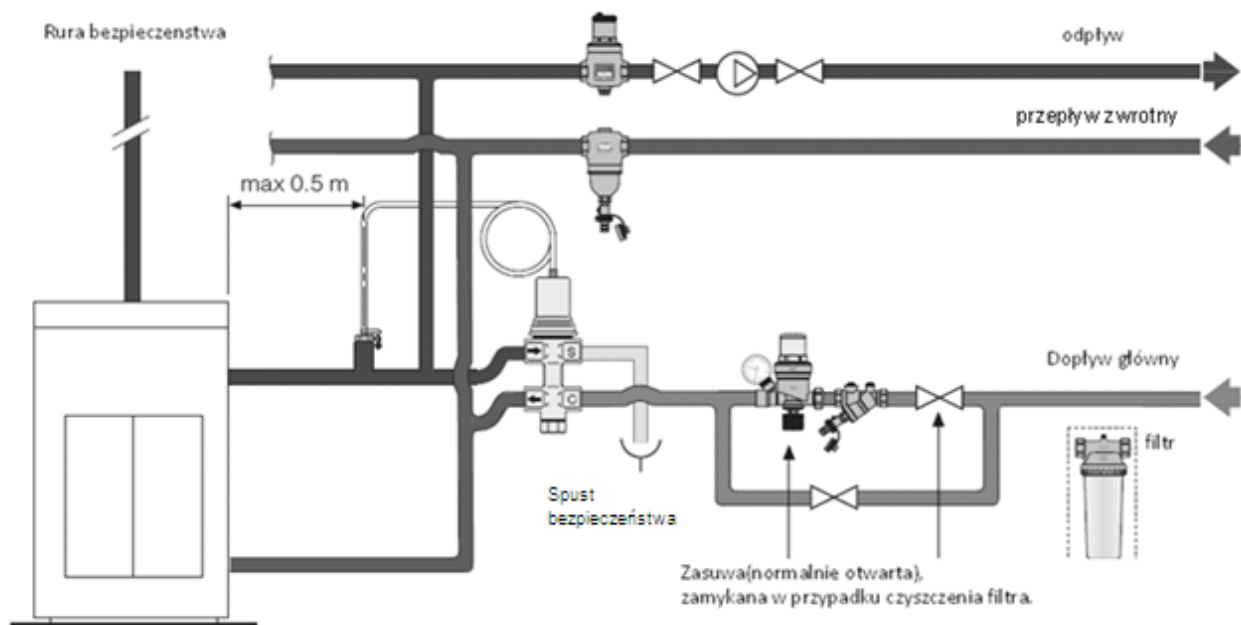 Rura bezpieczenstwa
odpływ
przepływ zwrotny
max 0.5 m
S
C
Dopływ główny
filtr
Spust
bezpieczeństwa
Zasuwa(normalnie otwarta),
zamykana w przypadku czyszczenia filtra.